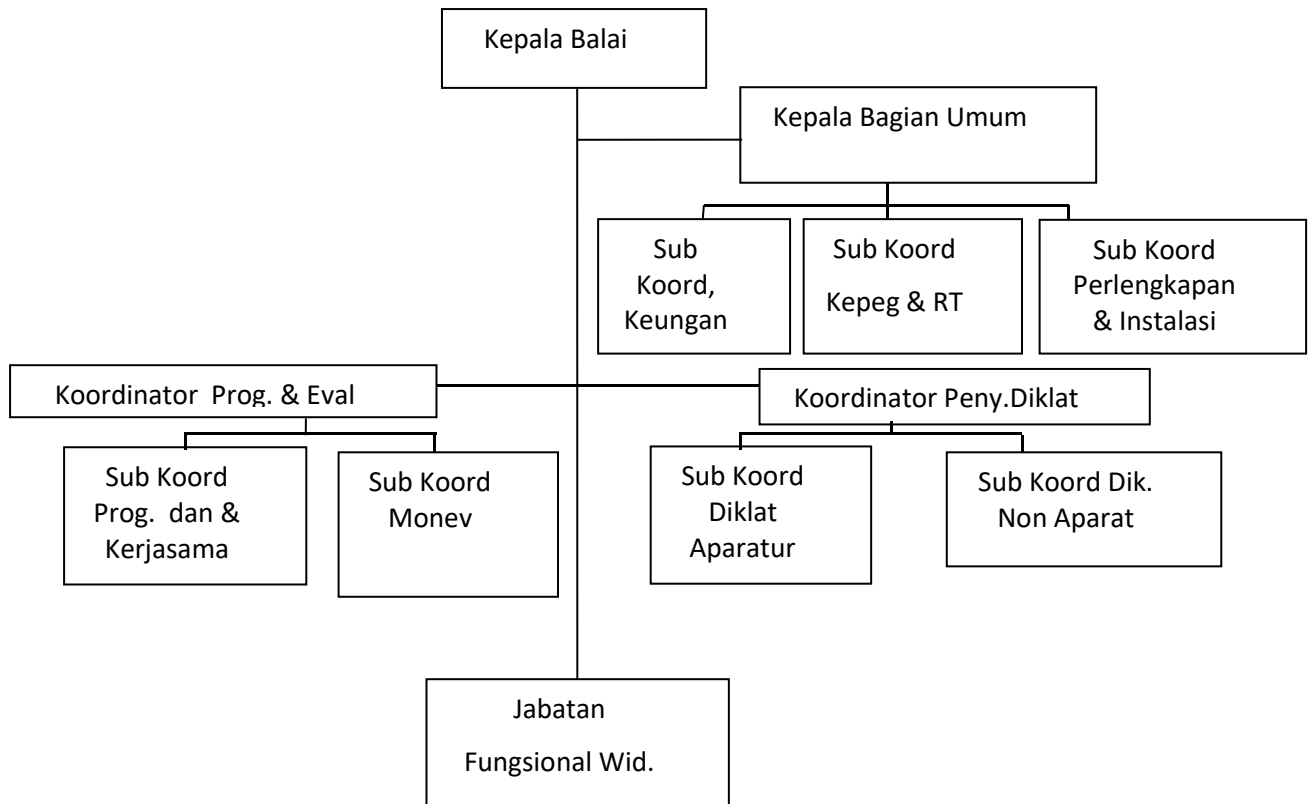 Kepala Balai
Kepala Bagian Umum
Sub
Koord,
Keungan
Sub Koord
Kepeg & RT
Sub Koord
Perlengkapan
& Instalasi
Koordinator Prog. & Eval
Koordinator Peny.Diklat
Sub Koord
Prog. dan &
Kerjasama
Sub Koord
Monev
Sub Koord
Diklat
Aparatur
Sub Koord Dik.
Non Aparat
Jabatan
Fungsional Wid.